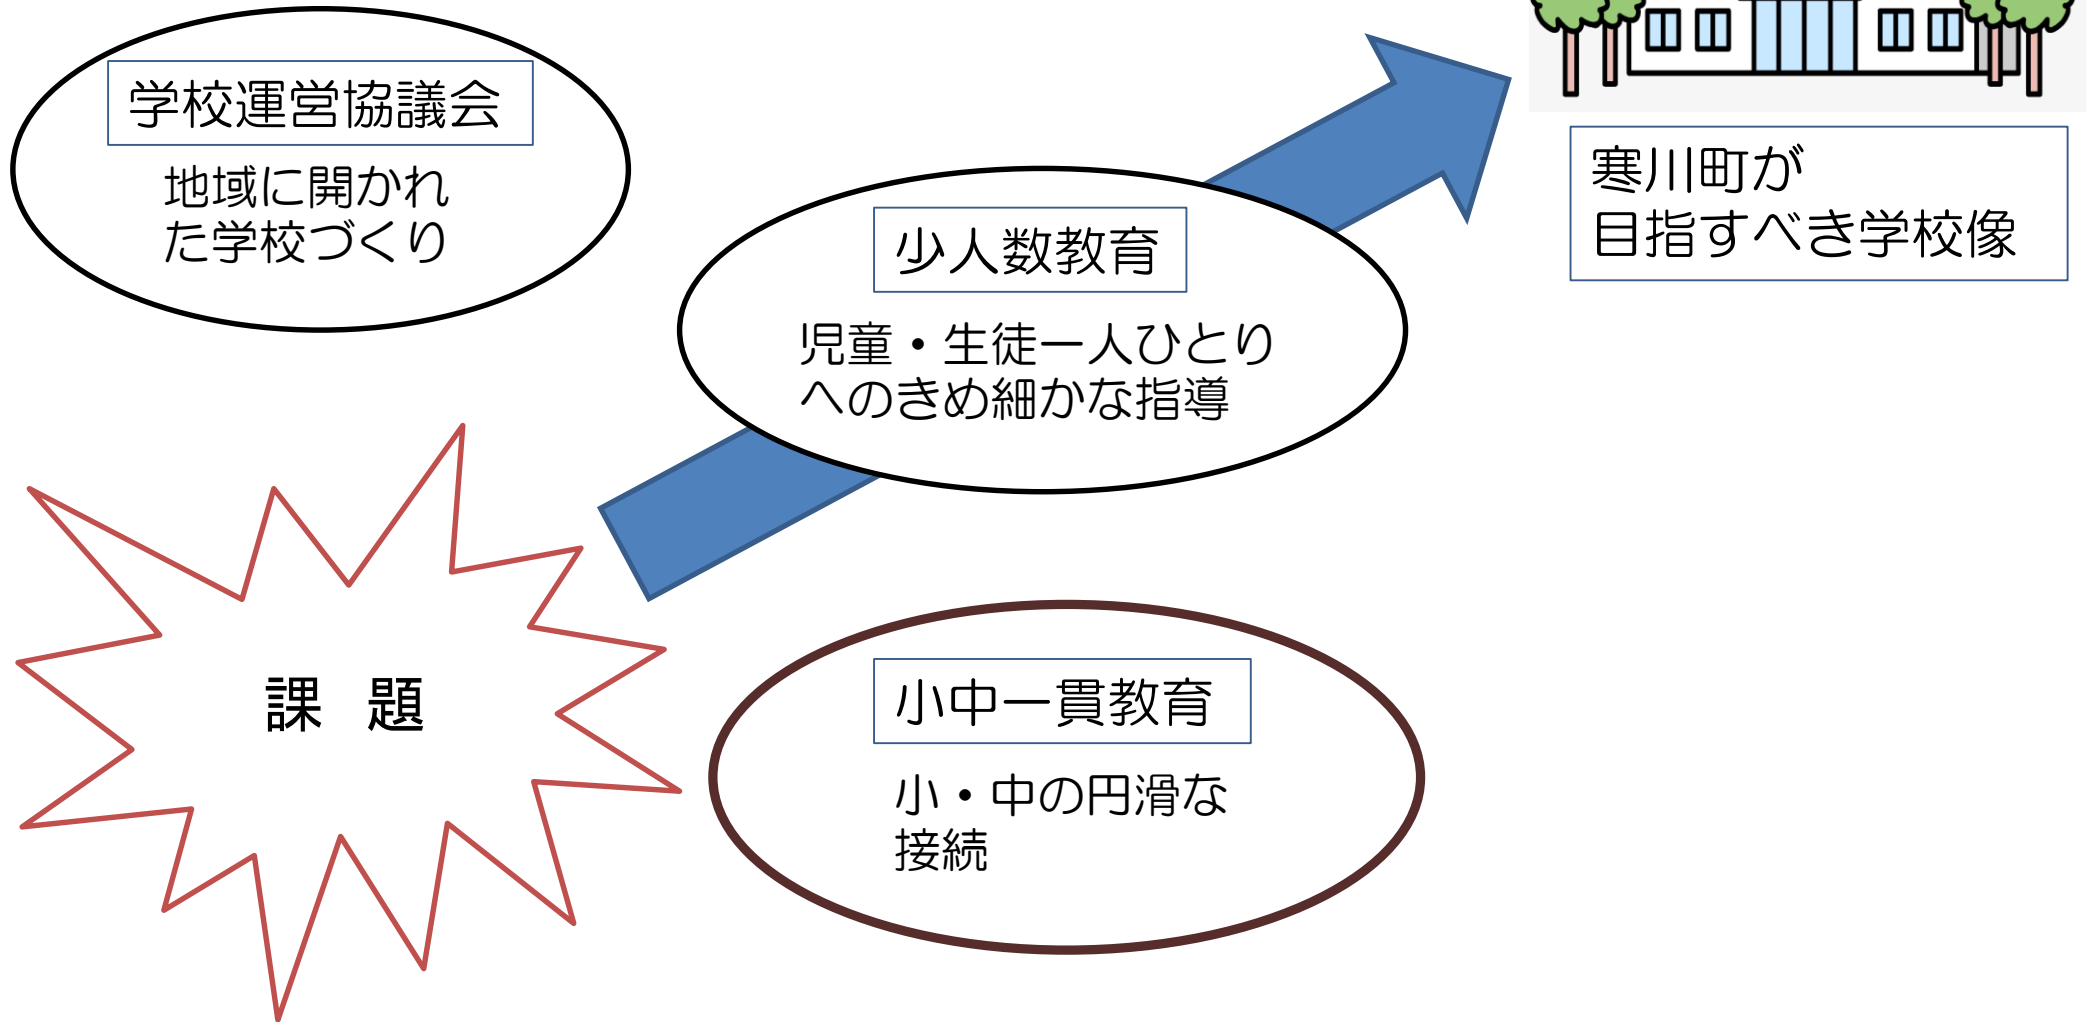 学校運営協議会
地域に開かれ
た学校づくり
少人数教育
児童・生徒一人ひとり
へのきめ細かな指導
寒川町が
目指すべき学校像
課 題
小中一貫教育
小・中の円滑な
接続